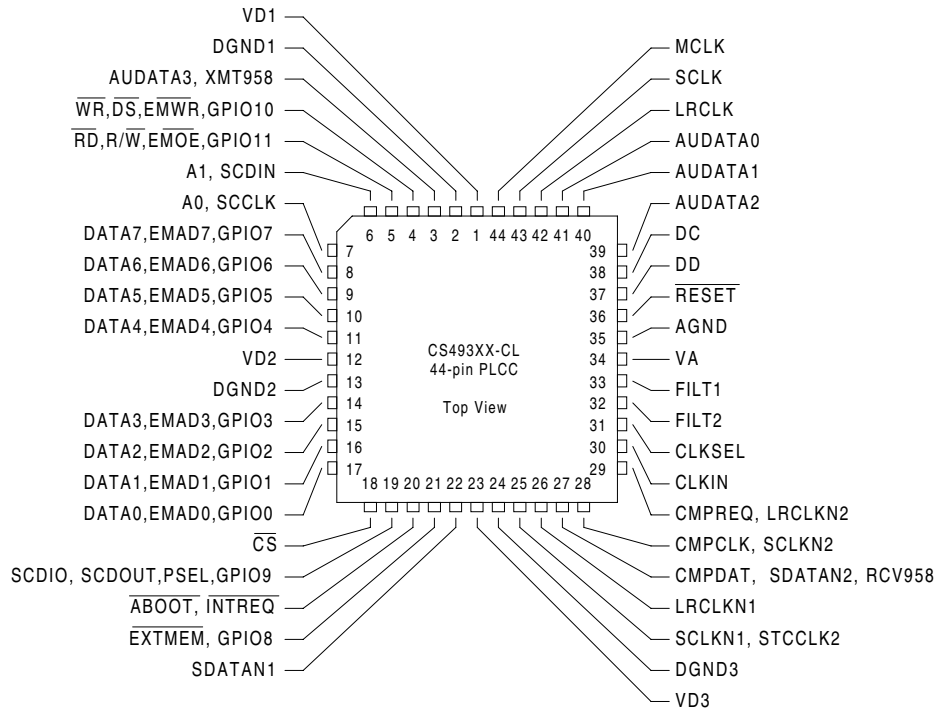 VD1
DGND1
AUDATA3, XMT958
WR,DS,EMWR,GPIO10
RD,R/W,EMOE,GPIO11
A1, SCDIN
A0, SCCLK
DATA7,EMAD7,GPIO7
DATA6,EMAD6,GPIO6
DATA5,EMAD5,GPIO5
DATA4,EMAD4,GPIO4
VD2
DGND2
DATA3,EMAD3,GPIO3
DATA2,EMAD2,GPIO2
DATA1,EMAD1,GPIO1
DATA0,EMAD0,GPIO0
CS
SCDIO, SCDOUT,PSEL,GPIO9
ABOOT, INTREQ
EXTMEM, GPIO8
SDATAN1
6 5 4 3 2 1 44 43 42 41 40
7
8
9
10
11
12
13
14
15
16
17
CS493XX-CL
44-pin PLCC
Top View
39
38
37
36
35
34
33
32
31
30
29
18 19 20 21 22 23 24 25 26 27 28
MCLK
SCLK
LRCLK
AUDATA0
AUDATA1
AUDATA2
DC
DD
RESET
AGND
VA
FILT1
FILT2
CLKSEL
CLKIN
CMPREQ, LRCLKN2
CMPCLK, SCLKN2
CMPDAT, SDATAN2, RCV958
LRCLKN1
SCLKN1, STCCLK2
DGND3
VD3